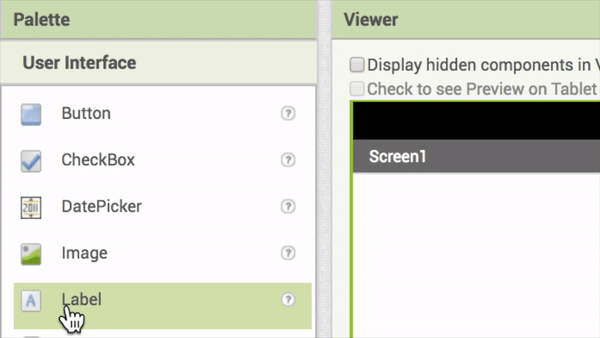 Palette
User Interface
Button
?
CheckBox
?
2011
DatePicker
?
Image
?
A
Label
?
Viewer
Display hidden components in V
Check to see Preview on Tablet
Screen1